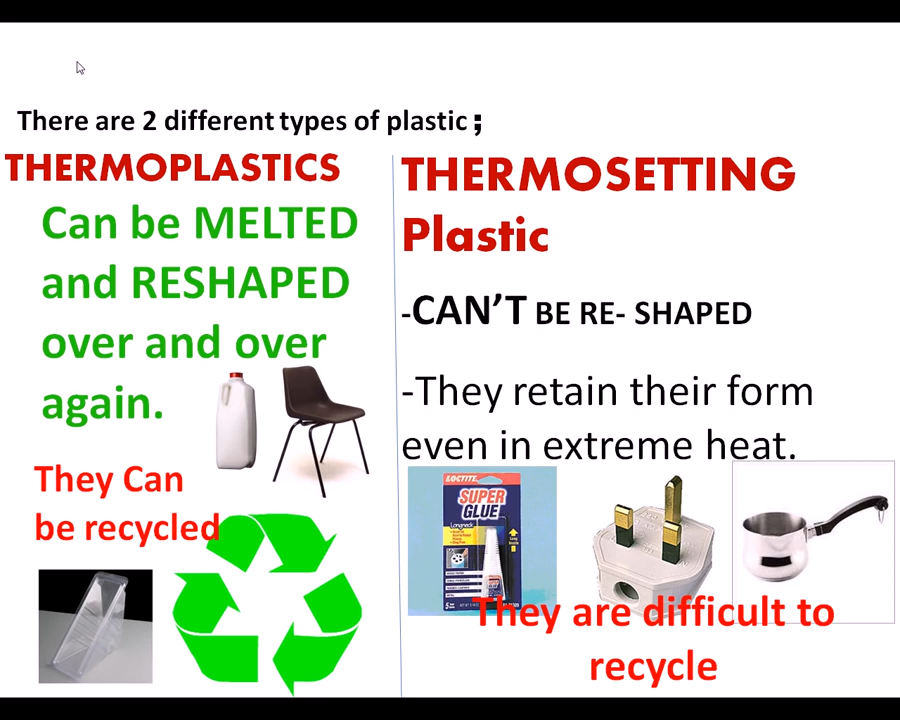 There are 2 different types of plastic ;
THERMOPLASTICS
Can be MELTED
and RESHAPED
over and over
again.
They Can
be recycled
THERMOSETTING
Plastic
-CAN’T BE RE- SHAPED
-They retain their form
even in extreme heat.
LOCTITE
SUPER
GLUE
Longneck
They are difficult to
recycle